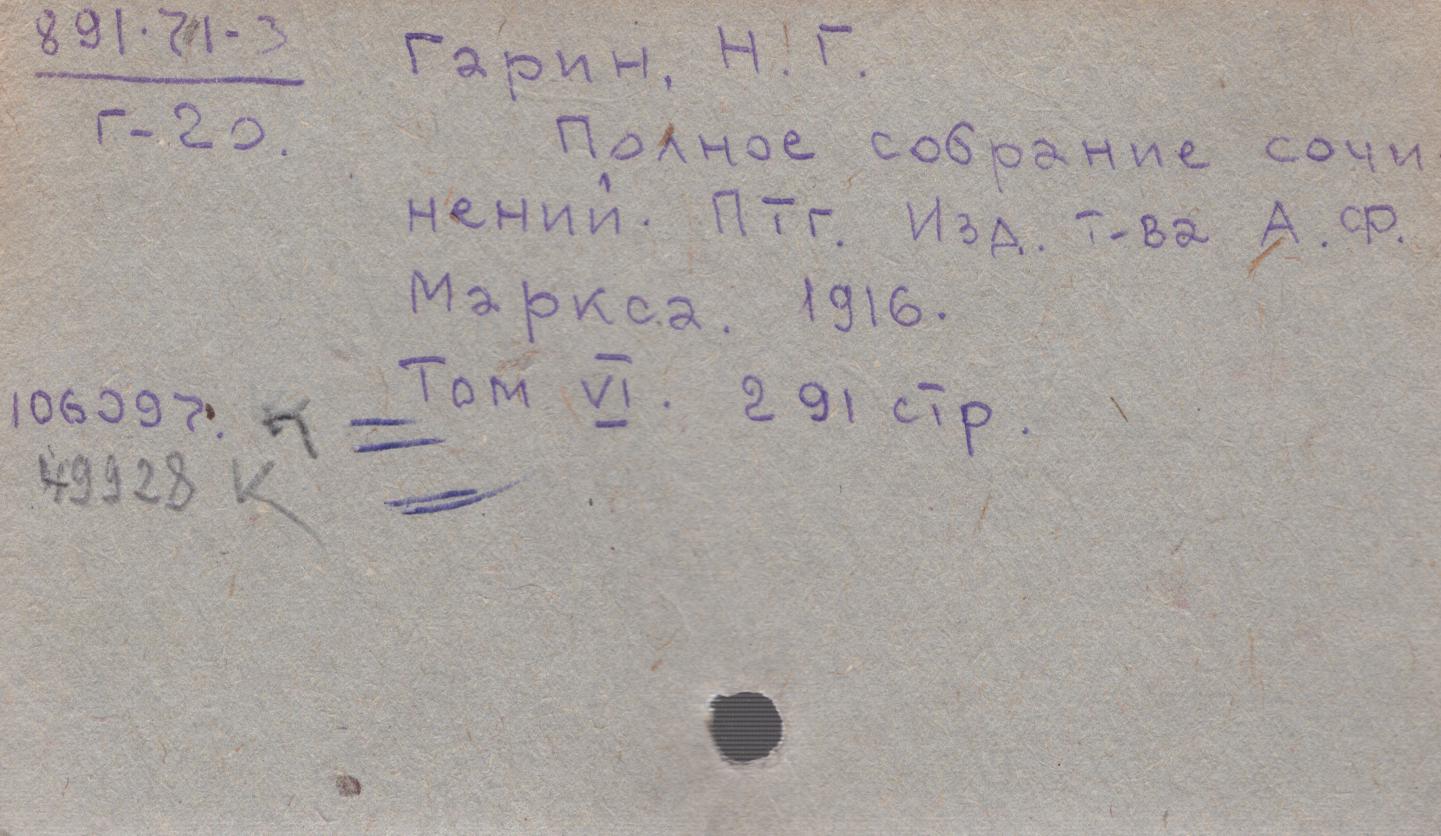 891.71-3
Г-20.
Гарин, Н. Г.
Полное собрание сочи-
нений. Птг. Изд. т-ва А. Ф.
Маркса. 1916.
Том VI. 291 стр.
106097.
49928 К